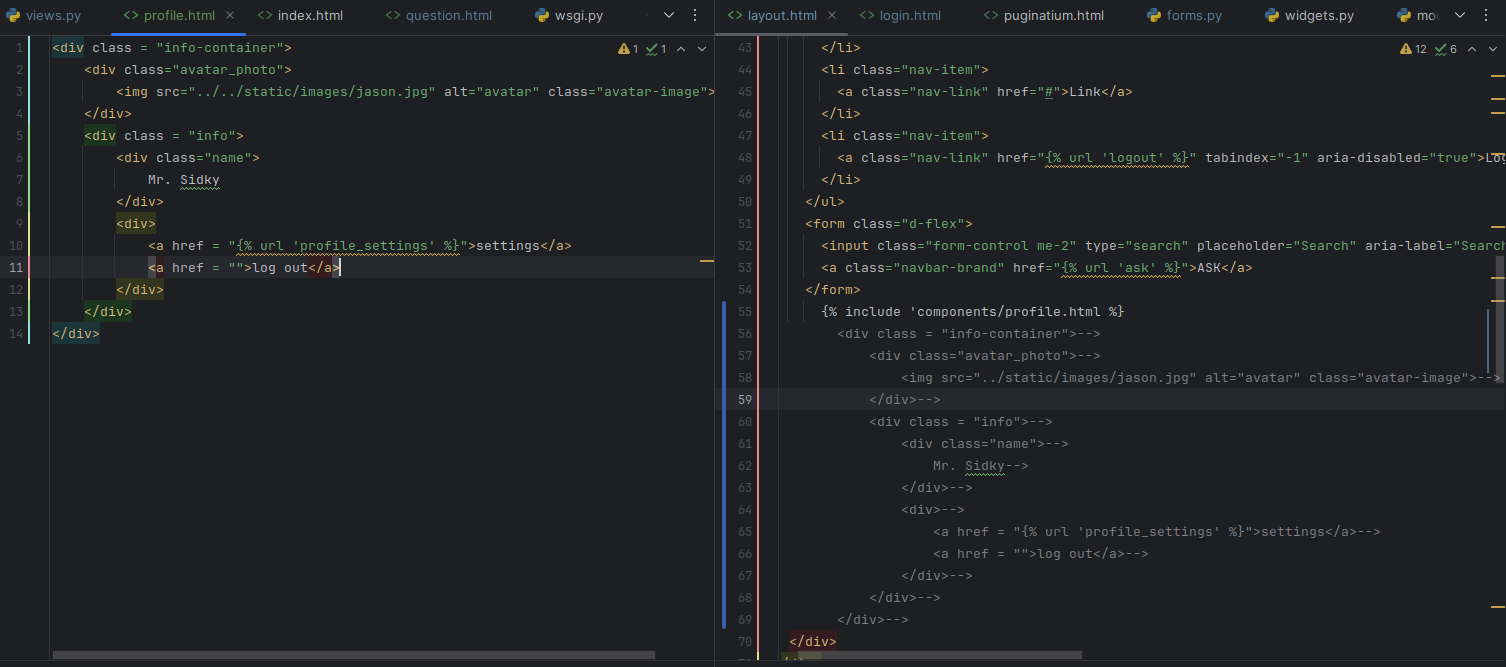 views.py profile.html index.html question.html wsgi.py
1 <div class = "info-container">
2 <div class="avatar_photo">
3 <img src="../../static/images/jason.jpg" alt="avatar" class="avatar-image">
4 </div>
5 <div class = "info">
6 <div class="name">
7 Mr. Sidky
8 </div>
9 <div>
10 <a href = "{% url 'profile_settings' %}">settings</a>
11 <a href = "">log out</a>
12 </div>
13 </div>
14 </div>
1 1
layout.html login.html puginatium.html forms.py widgets.py mo
12 6
43 </li>
44 <li class="nav-item">
45 <a class="nav-link" href="#">Link</a>
46 </li>
47 <li class="nav-item">
48 <a class="nav-link" href="{% url 'logout' %}" tabindex="-1" aria-disabled="true">Log
49 </li>
50 </ul>
51 <form class="d-flex">
52 <input class="form-control me-2" type="search" placeholder="Search" aria-label="Search
53 <a class="navbar-brand" href="{% url 'ask' %}">ASK</a>
54 </form>
55 {% include 'components/profile.html %}
56 <div class = "info-container">-->
57 <div class="avatar_photo">-->
58 <img src="../static/images/jason.jpg" alt="avatar" class="avatar-image">-->
59 </div>-->
60 <div class = "info">-->
61 <div class="name">-->
62 Mr. Sidky-->
63 </div>-->
64 <div>-->
65 <a href = "{% url 'profile_settings' %}">settings</a>-->
66 <a href = "">log out</a>-->
67 </div>-->
68 </div>-->
69 </div>-->
70 </div>